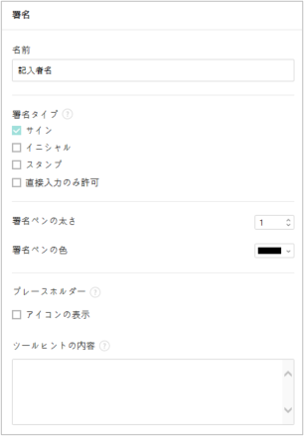 署名
名前
記入署名
署名タイプ ?
サイン
イニシャル
スタンプ
直接入力のみ許可
署名ペンの太さ
1
署名ペンの色
プレースホルダー ?
アイコンの表示
ツールヒントの内容 ?